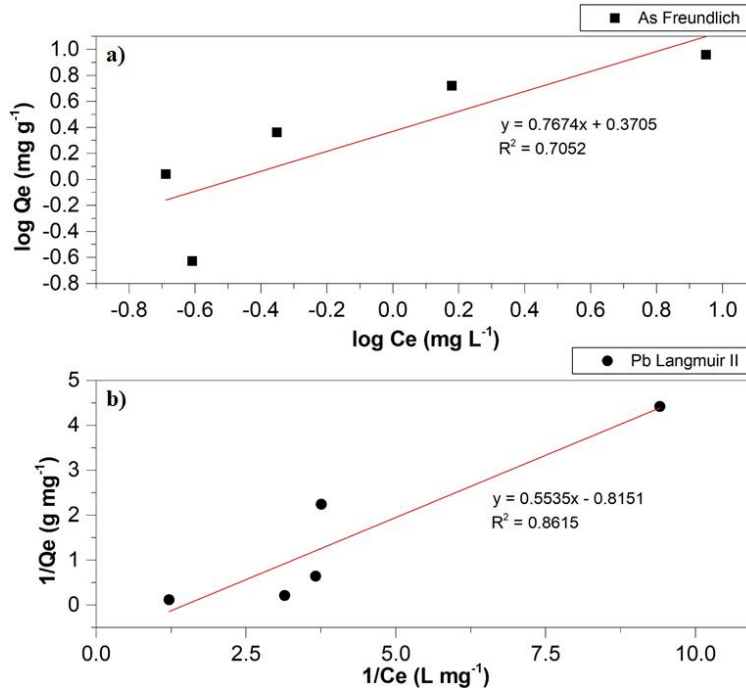 As Freundlich
a)
1.0
0.8
0.6
0.4
0.2
0.0
-0.2
-0.4
-0.6
-0.8
log Qe (mg g⁻¹)
y = 0.7674x + 0.3705
R² = 0.7052
-0.8 -0.6 -0.4 -0.2 0.0 0.2 0.4 0.6 0.8 1.0
log Ce (mg L⁻¹)
Pb Langmuir II
b)
5
4
3
2
1
0
1/Qe (g mg⁻¹)
y = 0.5535x - 0.8151
R² = 0.8615
0.0 2.5 5.0 7.5 10.0
1/Ce (L mg⁻¹)